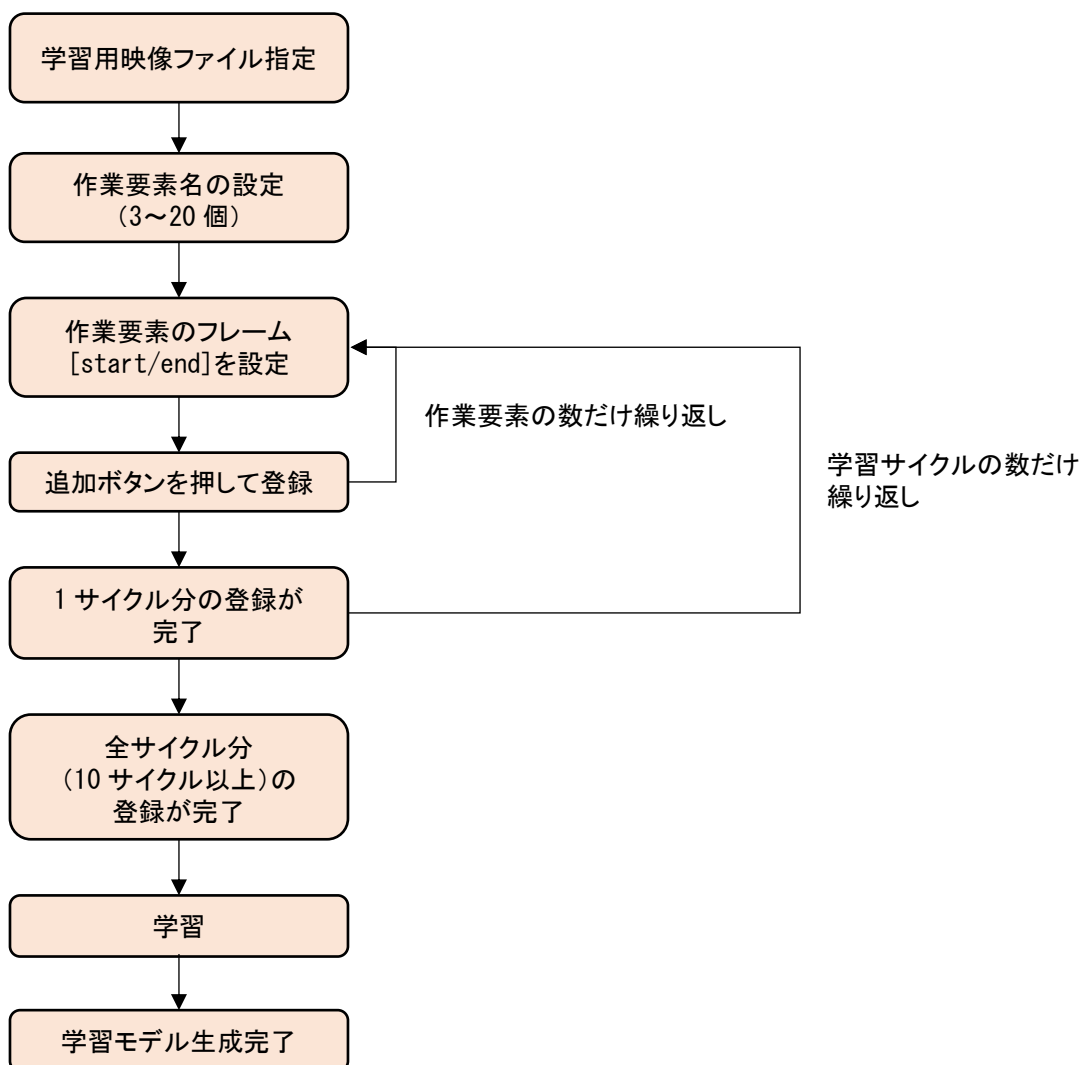 学習用映像ファイル指定
作業要素名の設定
(3～20 個)
作業要素のフレーム
[start/end]を設定
作業要素の数だけ繰り返し
学習サイクルの数だけ
繰り返し
追加ボタンを押して登録
1 サイクル分の登録が
完了
全サイクル分
(10 サイクル以上)の
登録が完了
学習
学習モデル生成完了